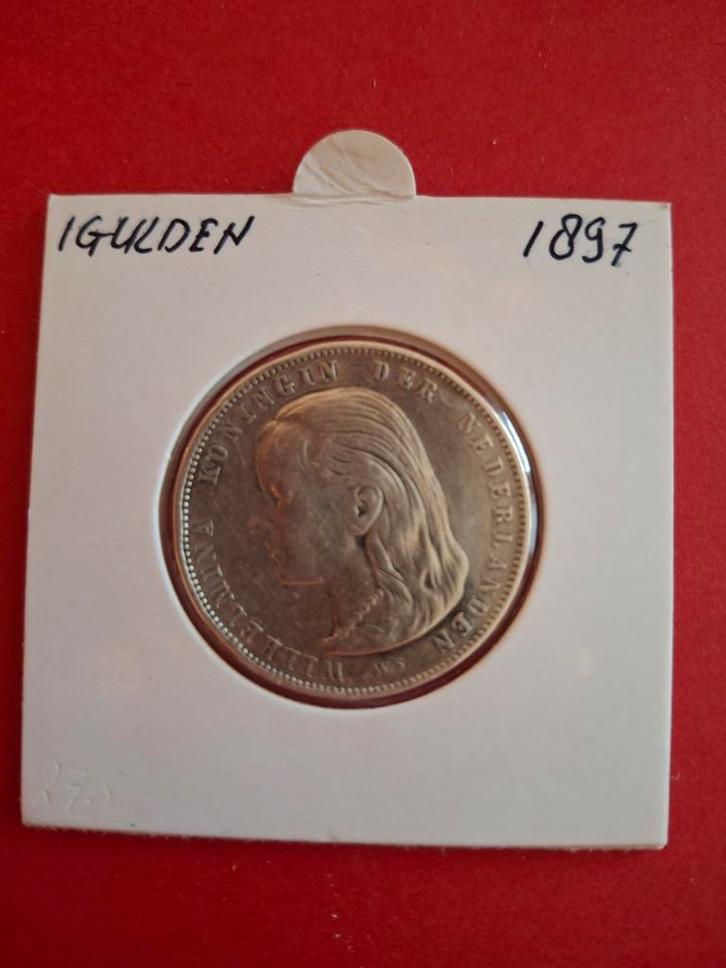 1GULDEN 1897
WILHELMINA KONINGIN DER NEDERLANDEN